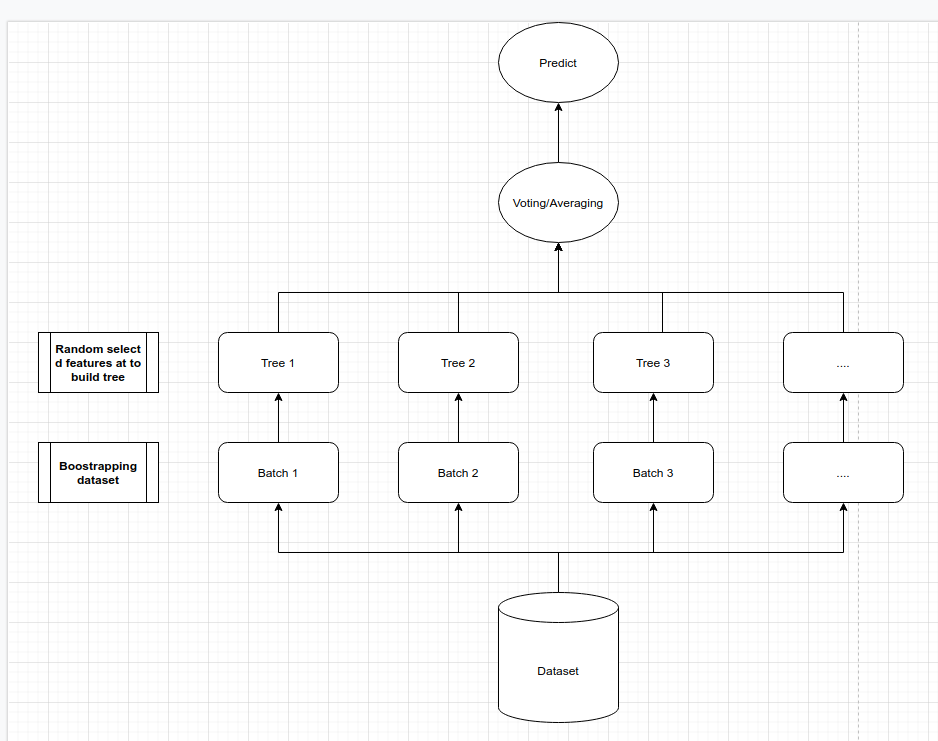 Predict
Voting/Averaging
Random select
d features at to
build tree
Tree 1
Tree 2
Tree 3
....
Boostrapping
dataset
Batch 1
Batch 2
Batch 3
....
Dataset